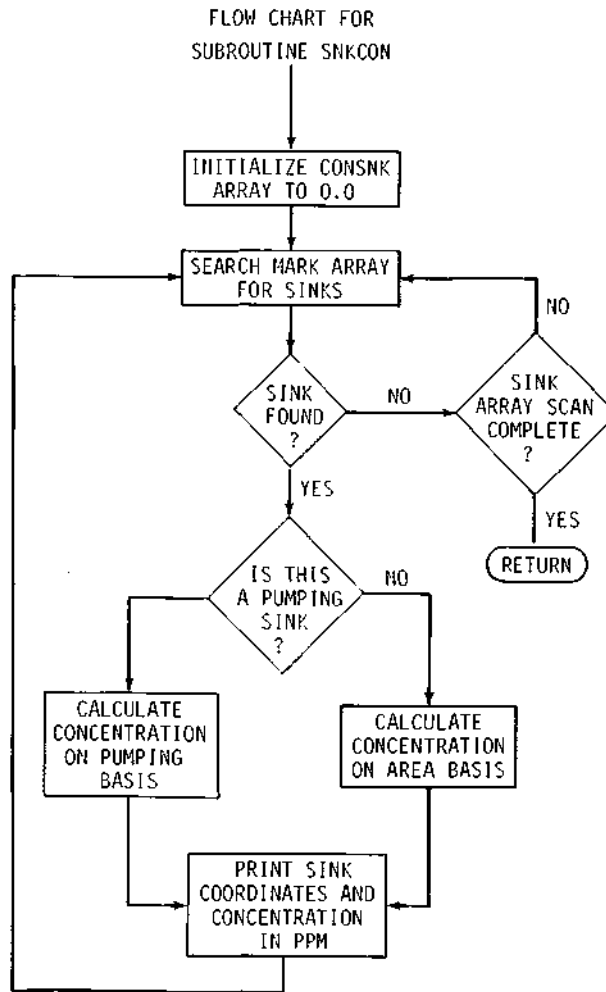 FLOW CHART FOR
SUBROUTINE SNKCON
INITIALIZE CONSNK
ARRAY TO 0.0
SEARCH MARK ARRAY
FOR SINKS
NO
SINK
FOUND
?
NO
SINK
ARRAY SCAN
COMPLETE
?
YES
YES
RETURN
IS THIS
A PUMPING
SINK
?
NO
CALCULATE
CONCENTRATION
ON PUMPING
BASIS
CALCULATE
CONCENTRATION
ON AREA BASIS
PRINT SINK
COORDINATES AND
CONCENTRATION
IN PPM